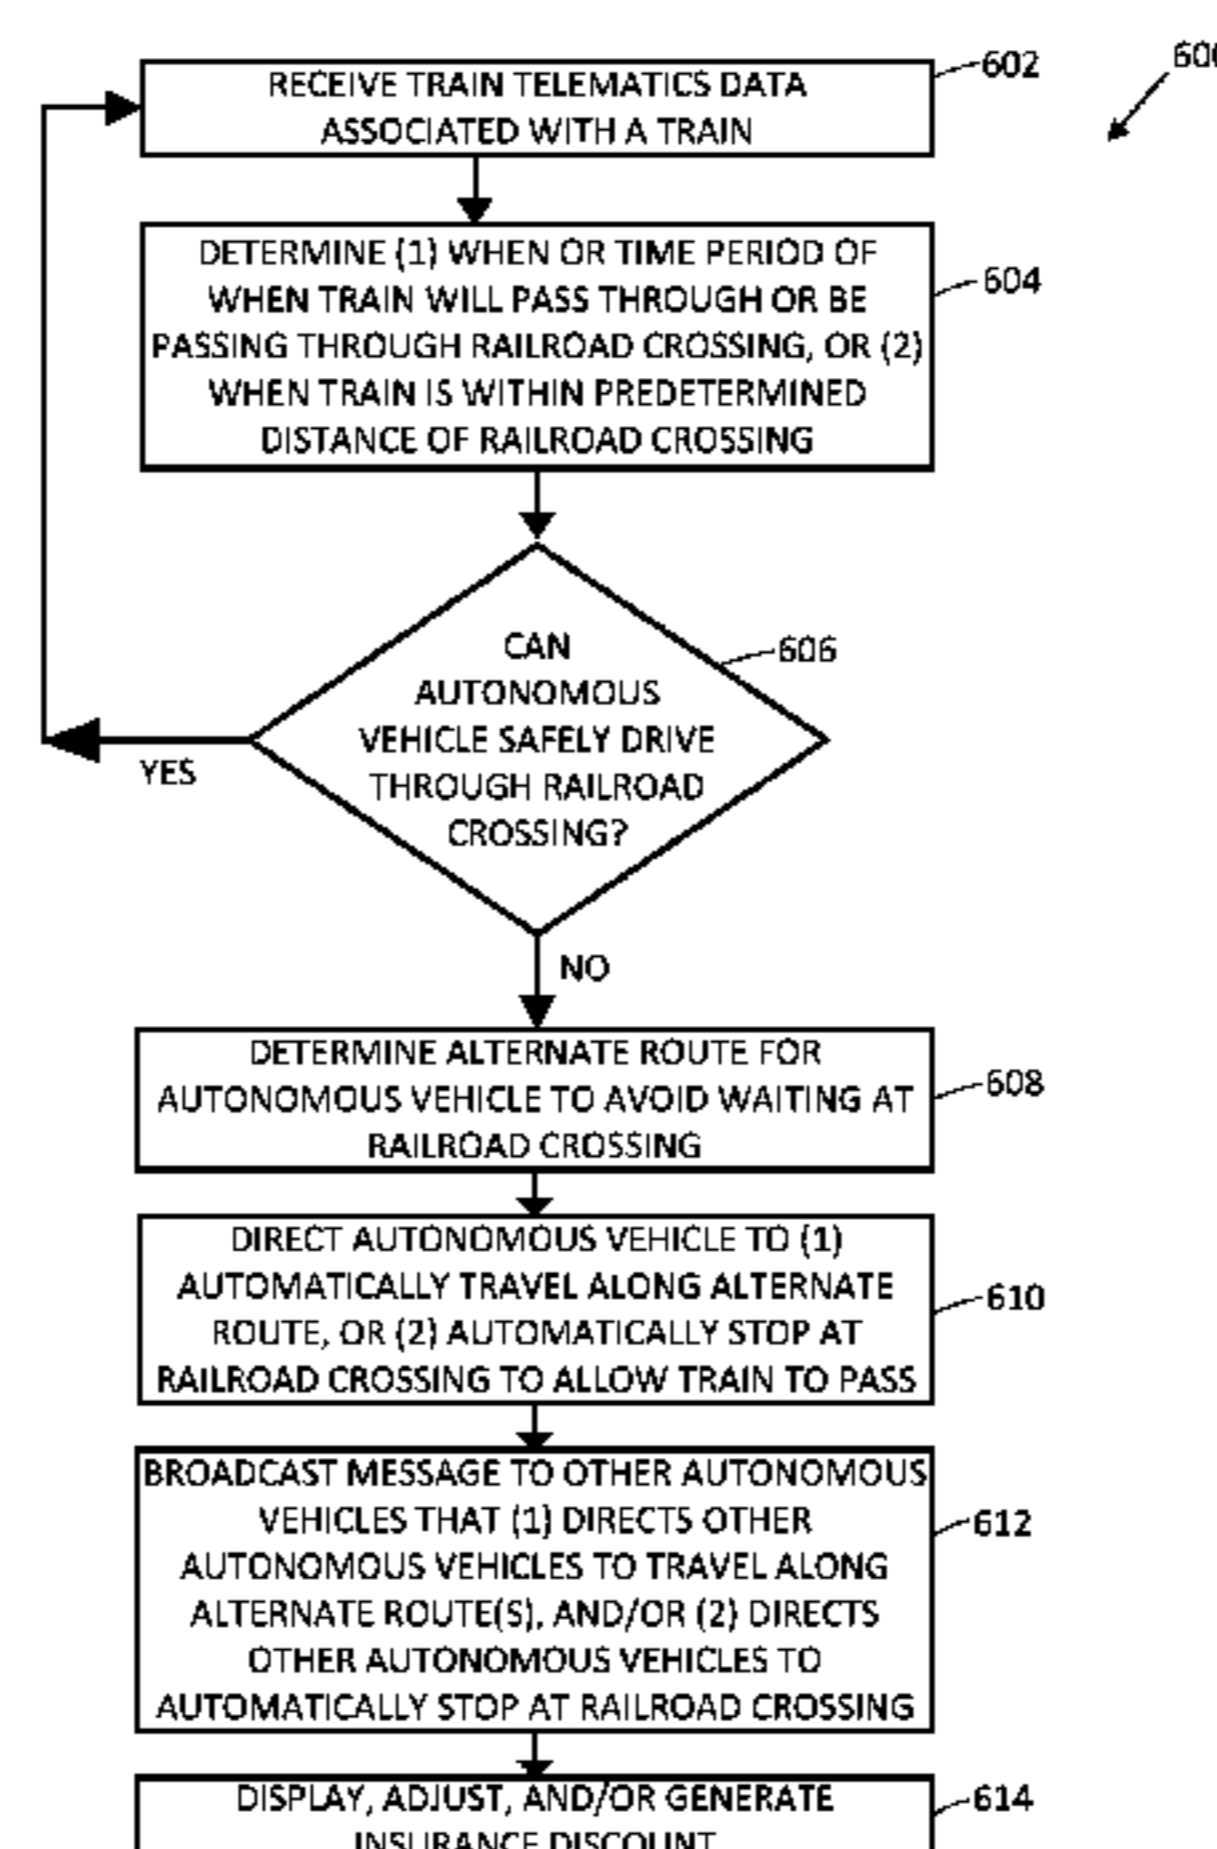 600
602
RECEIVE TRAIN TELEMATICS DATA
ASSOCIATED WITH A TRAIN
604
DETERMINE (1) WHEN OR TIME PERIOD OF
WHEN TRAIN WILL PASS THROUGH OR BE
PASSING THROUGH RAILROAD CROSSING, OR (2)
WHEN TRAIN IS WITHIN PREDETERMINED
DISTANCE OF RAILROAD CROSSING
606
CAN
AUTONOMOUS
VEHICLE SAFELY DRIVE
THROUGH RAILROAD
CROSSING?
YES
NO
608
DETERMINE ALTERNATE ROUTE FOR
AUTONOMOUS VEHICLE TO AVOID WAITING AT
RAILROAD CROSSING
610
DIRECT AUTONOMOUS VEHICLE TO (1)
AUTOMATICALLY TRAVEL ALONG ALTERNATE
ROUTE, OR (2) AUTOMATICALLY STOP AT
RAILROAD CROSSING TO ALLOW TRAIN TO PASS
612
BROADCAST MESSAGE TO OTHER AUTONOMOUS
VEHICLES THAT (1) DIRECTS OTHER
AUTONOMOUS VEHICLES TO TRAVEL ALONG
ALTERNATE ROUTE(S), AND/OR (2) DIRECTS
OTHER AUTONOMOUS VEHICLES TO
AUTOMATICALLY STOP AT RAILROAD CROSSING
614
DISPLAY, ADJUST, AND/OR GENERATE
INSURANCE DISCOUNT